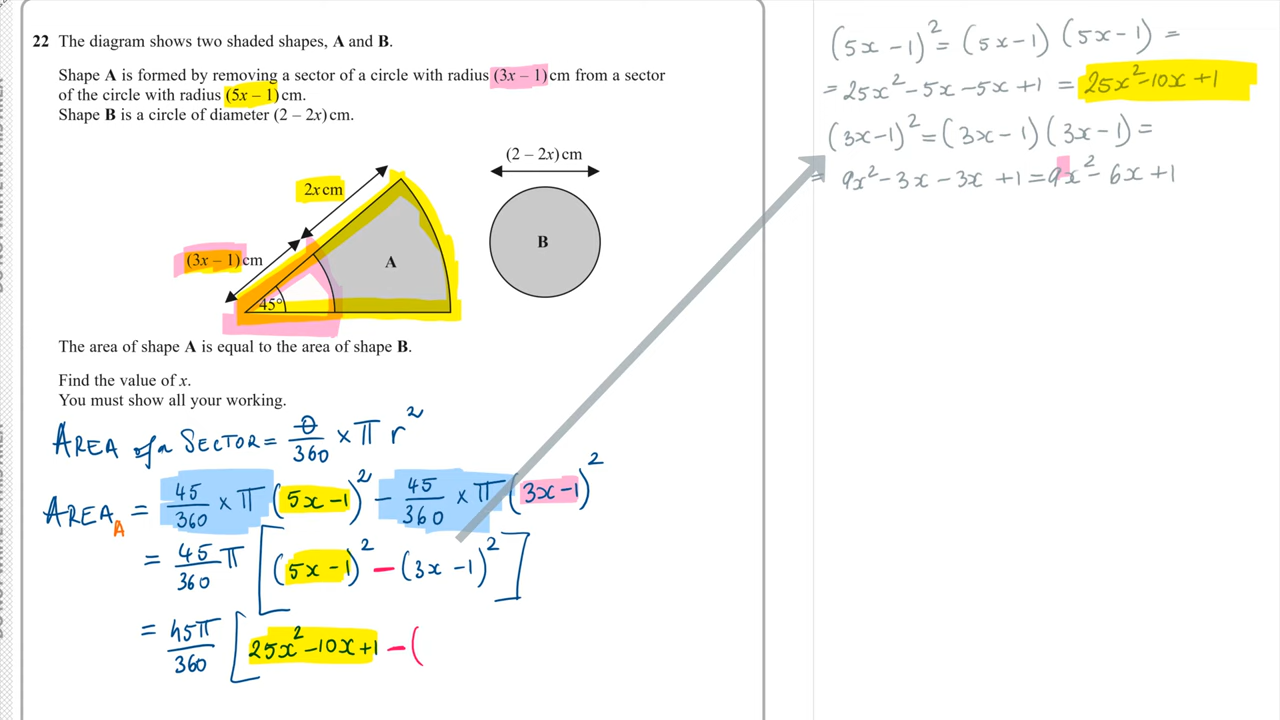 22 The diagram shows two shaded shapes, A and B.
Shape A is formed by removing a sector of a circle with radius (3x – 1) cm from a sector
of the circle with radius (5x – 1) cm.
Shape B is a circle of diameter (2 – 2x) cm.
2x cm
(3x – 1) cm
45°
A
(2 – 2x) cm
B
The area of shape A is equal to the area of shape B.
Find the value of x.
You must show all your working.
AREA of a SECTOR = θ/360 × π r²
AREA_A = 45/360 × π (5x – 1)² – 45/360 × π (3x – 1)²
= 45/360 π [(5x – 1)² – (3x – 1)²]
= 45π/360 [25x² – 10x + 1 – (
(5x – 1)² = (5x – 1) (5x – 1) =
= 25x² – 5x – 5x + 1 = 25x² – 10x + 1
(3x – 1)² = (3x – 1) (3x – 1) =
= 9x² – 3x – 3x + 1 = 9x² – 6x + 1